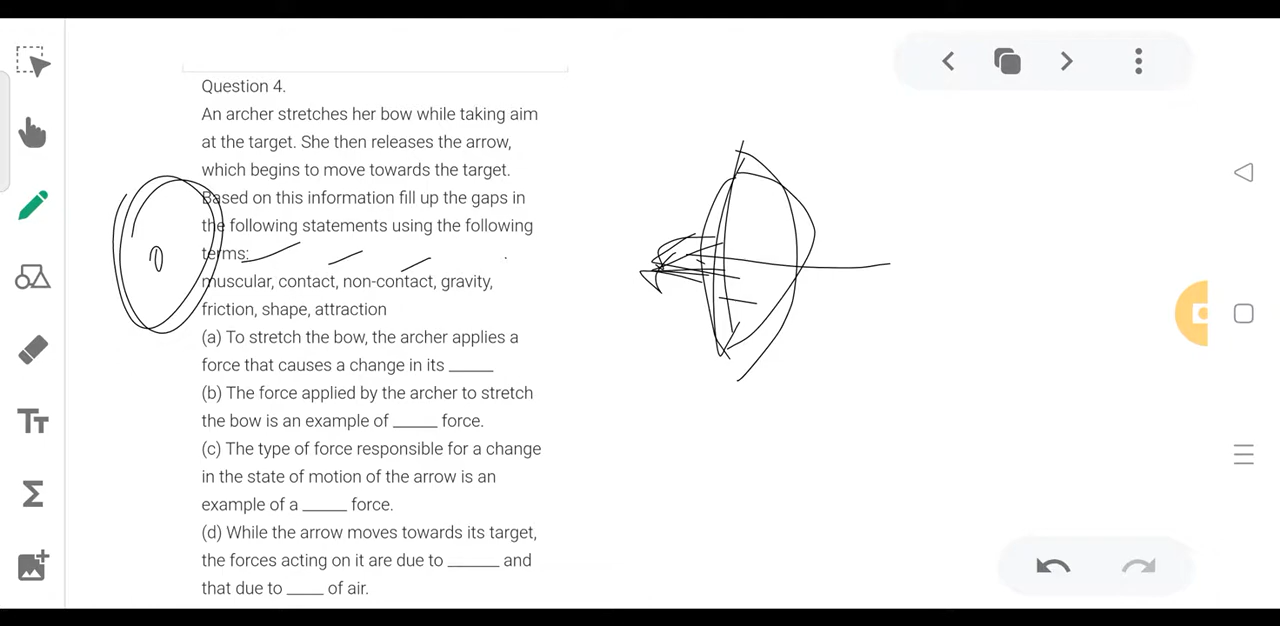 Question 4.
An archer stretches her bow while taking aim
at the target. She then releases the arrow,
which begins to move towards the target.
Based on this information fill up the gaps in
the following statements using the following
terms:
muscular, contact, non-contact, gravity,
friction, shape, attraction
(a) To stretch the bow, the archer applies a
force that causes a change in its _____
(b) The force applied by the archer to stretch
the bow is an example of _____ force.
(c) The type of force responsible for a change
in the state of motion of the arrow is an
example of a _____ force.
(d) While the arrow moves towards its target,
the forces acting on it are due to ______ and
that due to ____ of air.